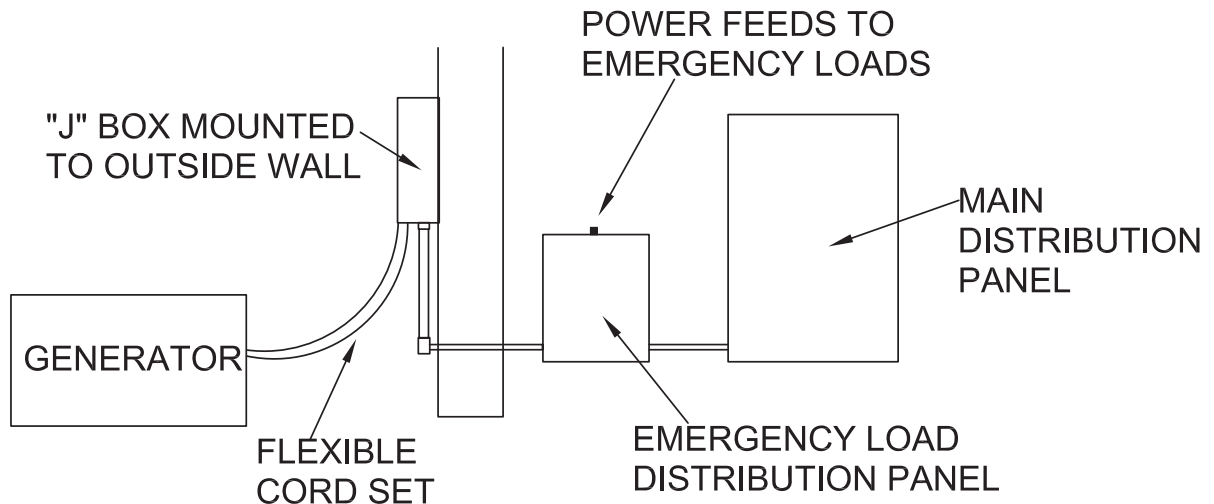 POWER FEEDS TO
EMERGENCY LOADS
"J" BOX MOUNTED
TO OUTSIDE WALL
MAIN
DISTRIBUTION
PANEL
GENERATOR
FLEXIBLE
CORD SET
EMERGENCY LOAD
DISTRIBUTION PANEL